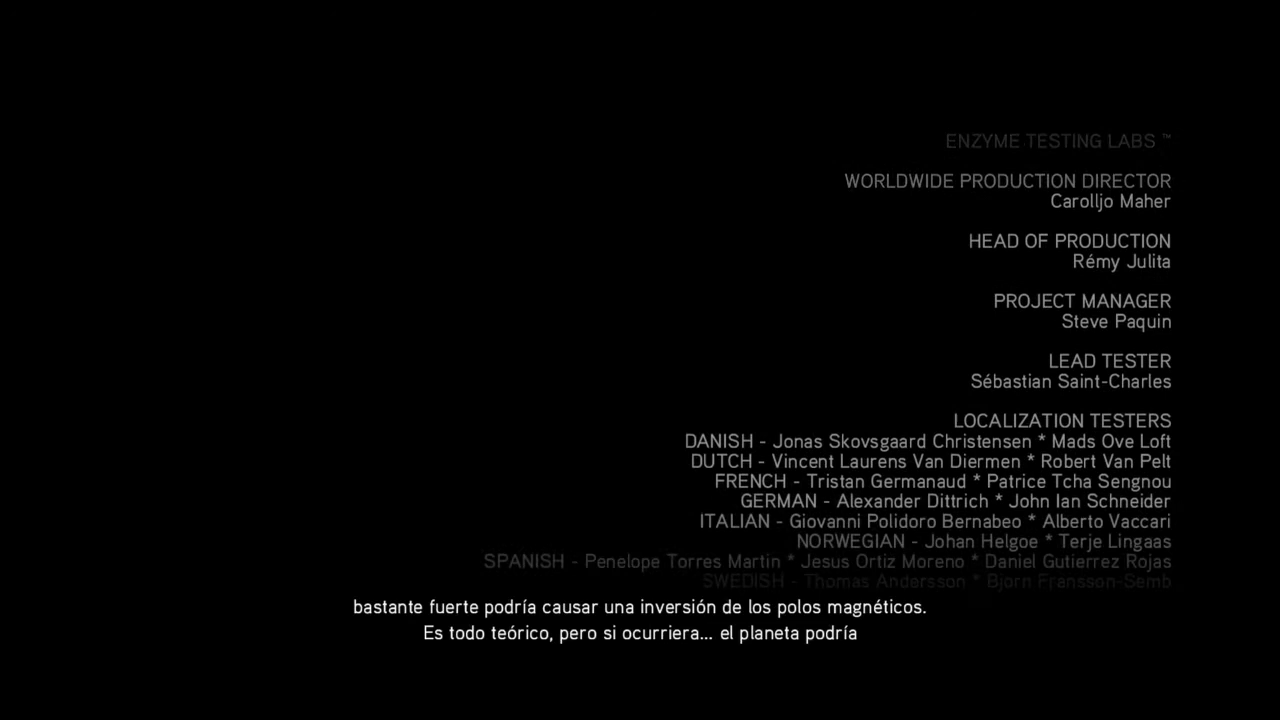 ENZYME TESTING LABS ™
WORLDWIDE PRODUCTION DIRECTOR
Carolljo Maher
HEAD OF PRODUCTION
Rémy Julita
PROJECT MANAGER
Steve Paquin
LEAD TESTER
Sébastian Saint-Charles
LOCALIZATION TESTERS
DANISH - Jonas Skovsgaard Christensen * Mads Ove Loft
DUTCH - Vincent Laurens Van Diermen * Robert Van Pelt
FRENCH - Tristan Germanaud * Patrice Tcha Sengnou
GERMAN - Alexander Dittrich * John Ian Schneider
ITALIAN - Giovanni Polidoro Bernabeo * Alberto Vaccari
NORWEGIAN - Johan Helgoe * Terje Lingaas
SPANISH - Penelope Torres Martin * Jesus Ortiz Moreno * Daniel Gutierrez Rojas
SWEDISH - Thomas Andersson * Bjorn Fransson-Semb
bastante fuerte podría causar una inversión de los polos magnéticos.
Es todo teórico, pero si ocurriera... el planeta podría